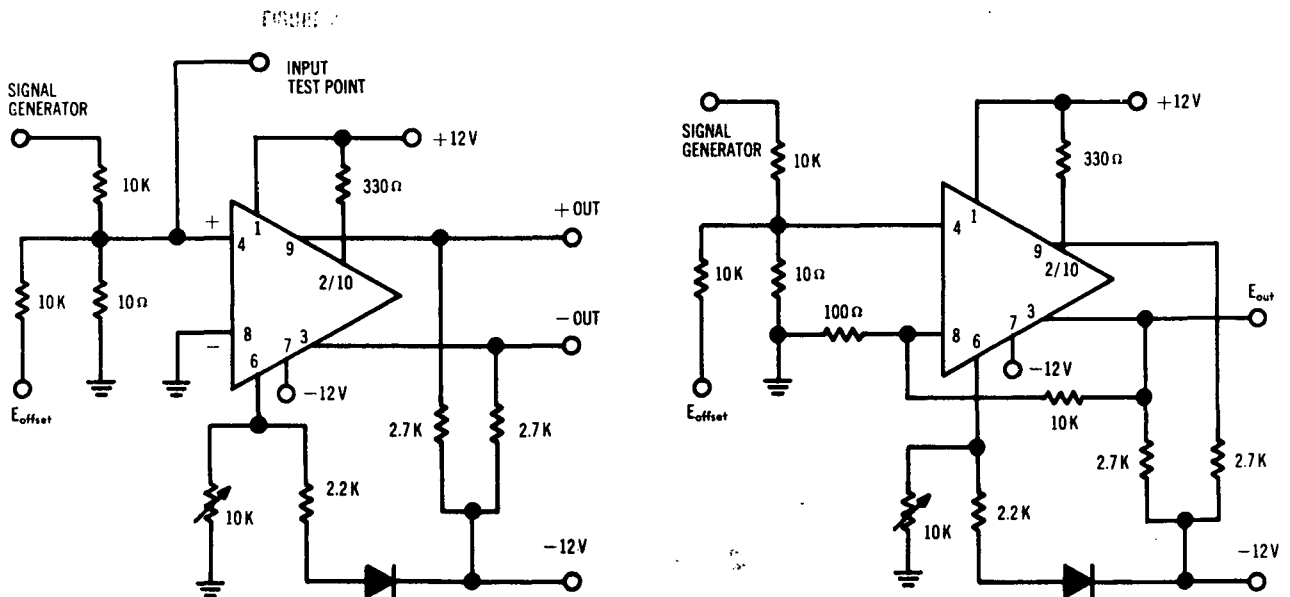 INPUT
TEST POINT
SIGNAL
GENERATOR
+12V
10K
330Ω
+ OUT
+
4
1
9
2/10
10K
10Ω
8
−
6
7
3
− OUT
−12V
Eoffset
2.7K
2.7K
10K
2.2K
−12V
SIGNAL
GENERATOR
+12V
10K
330Ω
4
1
9
2/10
10K
10Ω
100Ω
8
6
7
3
Eout
−12V
Eoffset
10K
2.7K
2.7K
10K
2.2K
−12V